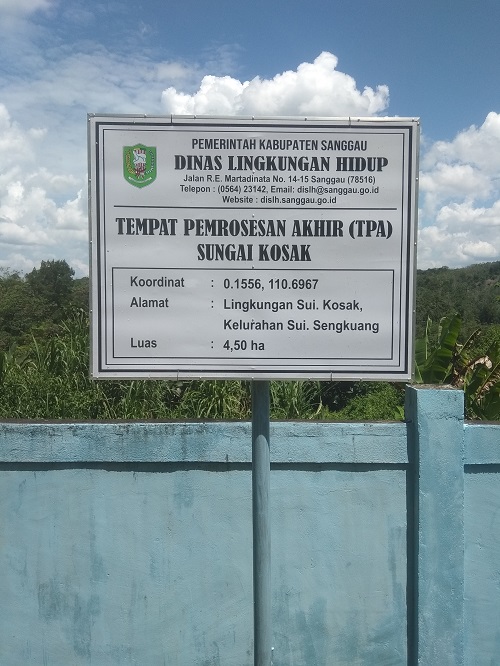 PEMERINTAH KABUPATEN SANGGAU
DINAS LINGKUNGAN HIDUP
Jalan R.E. Martadinata No. 14-15 Sanggau (78516)
Telepon : (0564) 23142, Email: dislh@sanggau.go.id
Website : dislh.sanggau.go.id
TEMPAT PEMROSESAN AKHIR (TPA)
SUNGAI KOSAK
Koordinat : 0.1556, 110.6967
Alamat : Lingkungan Sui. Kosak,
Kelurahan Sui. Sengkuang
Luas : 4,50 ha